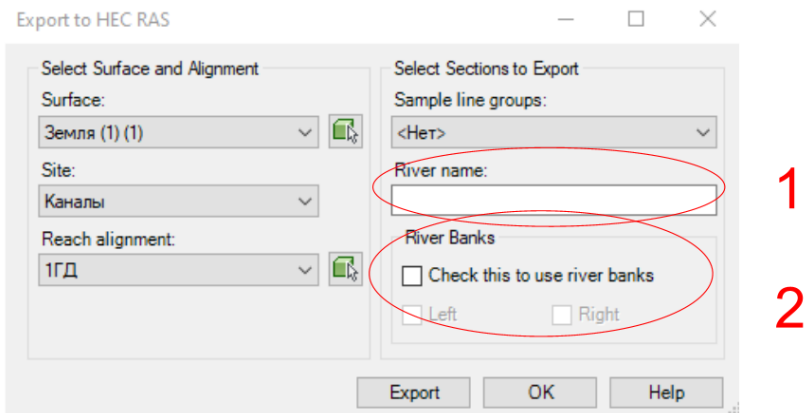 Export to HEC RAS
Select Surface and Alignment
Surface:
Земля (1) (1)
Site:
Каналы
Reach alignment:
1ГД
Select Sections to Export
Sample line groups:
<Нет>
River name:
River Banks
Check this to use river banks
Left
Right
1
2
Export
OK
Help